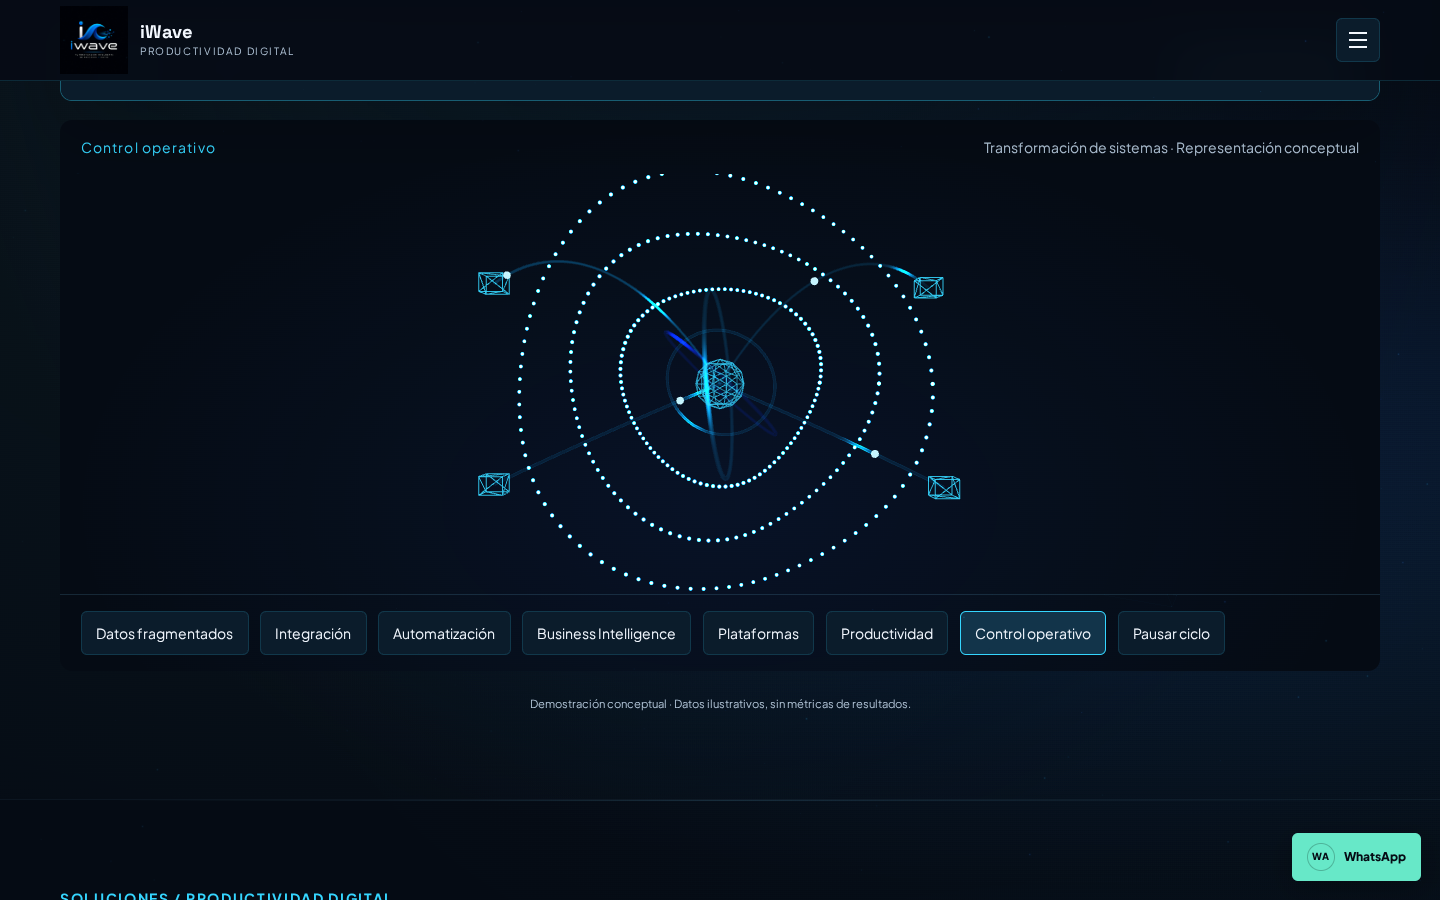 iwave
iWave
PRODUCTIVIDAD DIGITAL
Control operativo
Transformación de sistemas · Representación conceptual
Datos fragmentados
Integración
Automatización
Business Intelligence
Plataformas
Productividad
Control operativo
Pausar ciclo
Demostración conceptual · Datos ilustrativos, sin métricas de resultados.
WA
WhatsApp
SOLUCIONES / PRODUCTIVIDAD DIGITAL